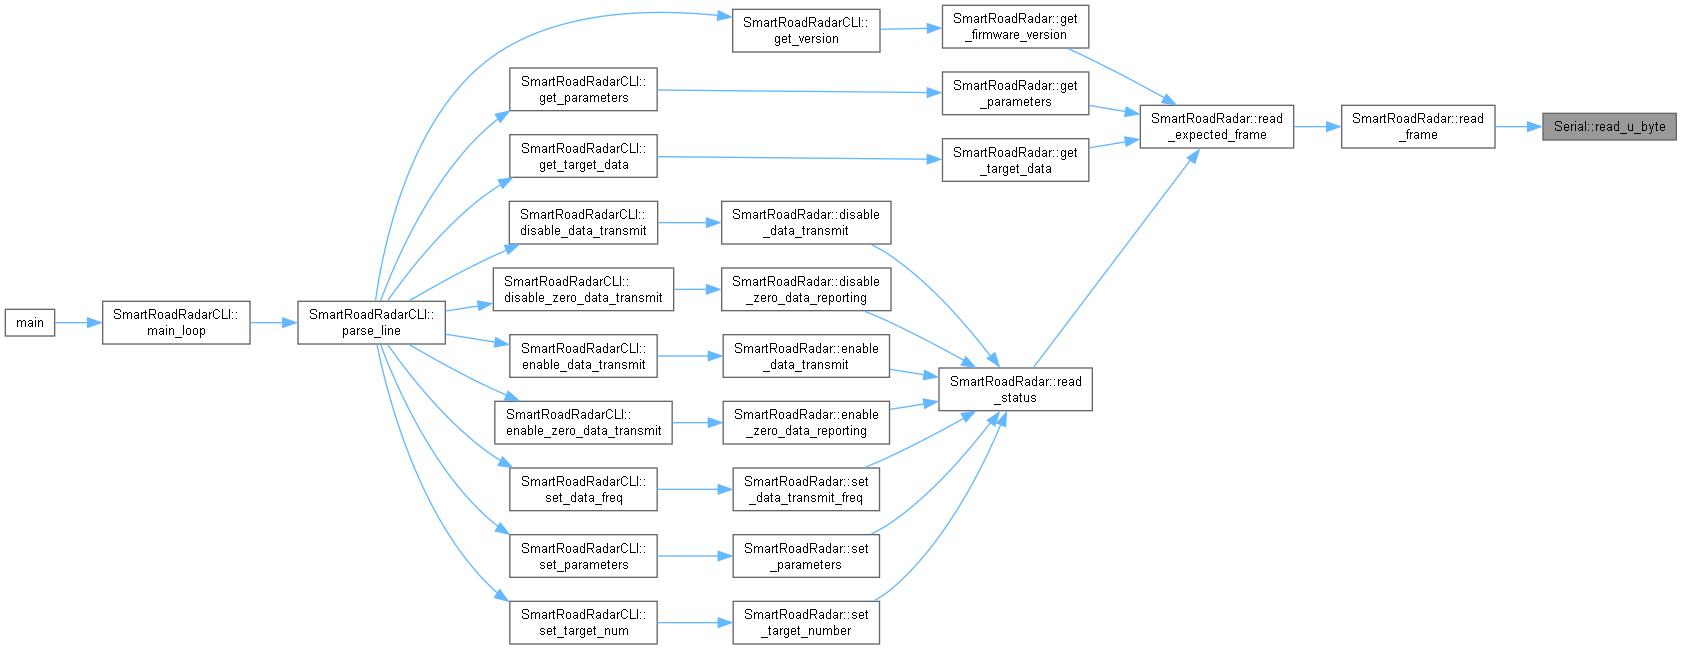 main
SmartRoadRadarCLI::
main_loop
SmartRoadRadarCLI::
parse_line
SmartRoadRadarCLI::
get_version
SmartRoadRadarCLI::
get_parameters
SmartRoadRadarCLI::
get_target_data
SmartRoadRadarCLI::
disable_data_transmit
SmartRoadRadarCLI::
disable_zero_data_transmit
SmartRoadRadarCLI::
enable_data_transmit
SmartRoadRadarCLI::
enable_zero_data_transmit
SmartRoadRadarCLI::
set_data_freq
SmartRoadRadarCLI::
set_parameters
SmartRoadRadarCLI::
set_target_num
SmartRoadRadar::disable
_data_transmit
SmartRoadRadar::disable
_zero_data_reporting
SmartRoadRadar::enable
_data_transmit
SmartRoadRadar::enable
_zero_data_reporting
SmartRoadRadar::set
_data_transmit_freq
SmartRoadRadar::set
_parameters
SmartRoadRadar::set
_target_number
SmartRoadRadar::get
_firmware_version
SmartRoadRadar::get
_parameters
SmartRoadRadar::get
_target_data
SmartRoadRadar::read
_status
SmartRoadRadar::read
_expected_frame
SmartRoadRadar::read
_frame
Serial::read_u_byte